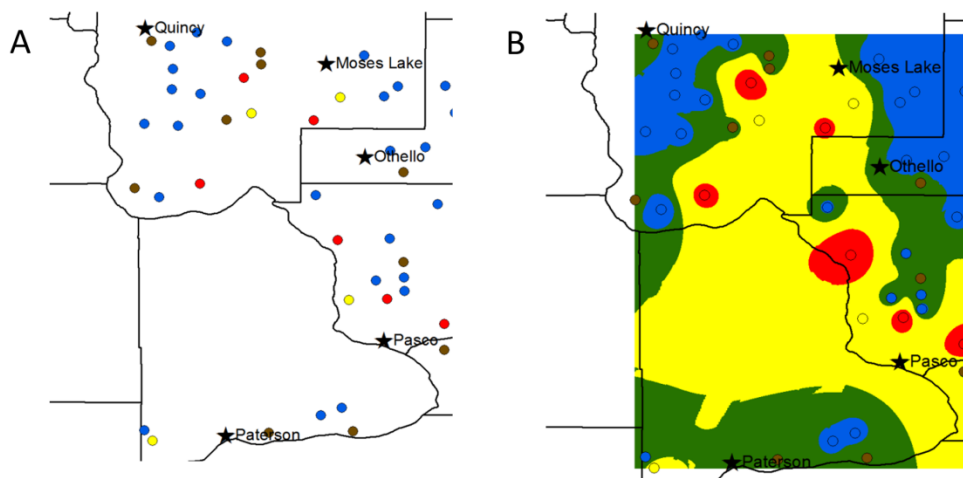 A
Quincy
Moses Lake
Othello
Pasco
Paterson
B
Quincy
Moses Lake
Othello
Pasco
Paterson